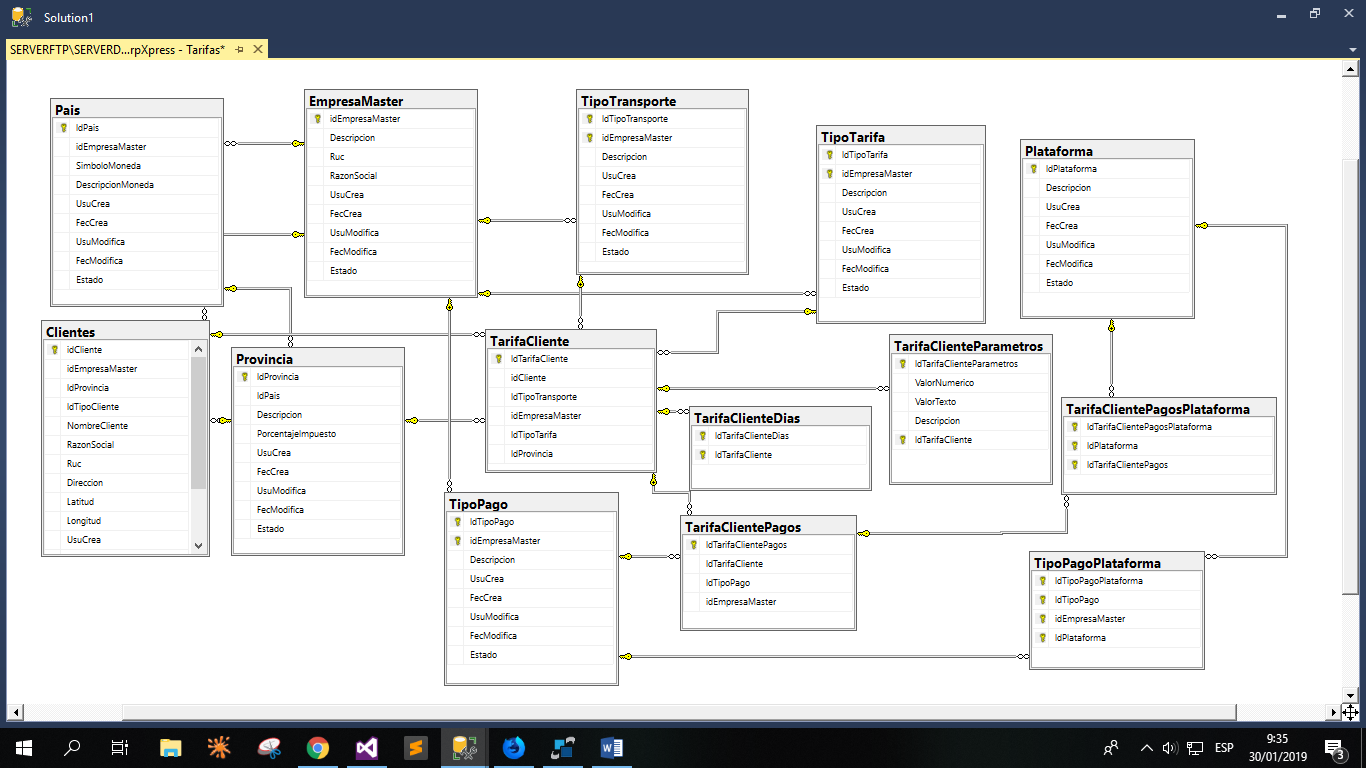 Solution1
SERVERFTP\SERVERD...rpXpress - Tarifas*
Pais
IdPais
idEmpresaMaster
SimboloMoneda
DescripcionMoneda
UsuCrea
FecCrea
UsuModifica
FecModifica
Estado
EmpresaMaster
idEmpresaMaster
Descripcion
Ruc
RazonSocial
UsuCrea
FecCrea
UsuModifica
FecModifica
Estado
TipoTransporte
IdTipoTransporte
idEmpresaMaster
Descripcion
UsuCrea
FecCrea
UsuModifica
FecModifica
Estado
TipoTarifa
IdTipoTarifa
idEmpresaMaster
Descripcion
UsuCrea
FecCrea
UsuModifica
FecModifica
Estado
Plataforma
IdPlataforma
Descripcion
UsuCrea
FecCrea
UsuModifica
FecModifica
Estado
Clientes
idCliente
idEmpresaMaster
IdProvincia
IdTipoCliente
NombreCliente
RazonSocial
Ruc
Direccion
Latitud
Longitud
UsuCrea
Provincia
IdProvincia
IdPais
Descripcion
PorcentajeImpuesto
UsuCrea
FecCrea
UsuModifica
FecModifica
Estado
TarifaCliente
IdTarifaCliente
idCliente
IdTipoTransporte
idEmpresaMaster
IdTipoTarifa
IdProvincia
TarifaClienteParametros
IdTarifaClienteParametros
ValorNumerico
ValorTexto
Descripcion
IdTarifaCliente
TarifaClienteDias
IdTarifaClienteDias
IdTarifaCliente
TarifaClientePagosPlataforma
IdTarifaClientePagosPlataforma
IdPlataforma
IdTarifaClientePagos
TipoPago
IdTipoPago
idEmpresaMaster
Descripcion
UsuCrea
FecCrea
UsuModifica
FecModifica
Estado
TarifaClientePagos
IdTarifaClientePagos
IdTarifaCliente
IdTipoPago
idEmpresaMaster
TipoPagoPlataforma
IdTipoPagoPlataforma
IdTipoPago
idEmpresaMaster
IdPlataforma
ESP
9:35
30/01/2019
3